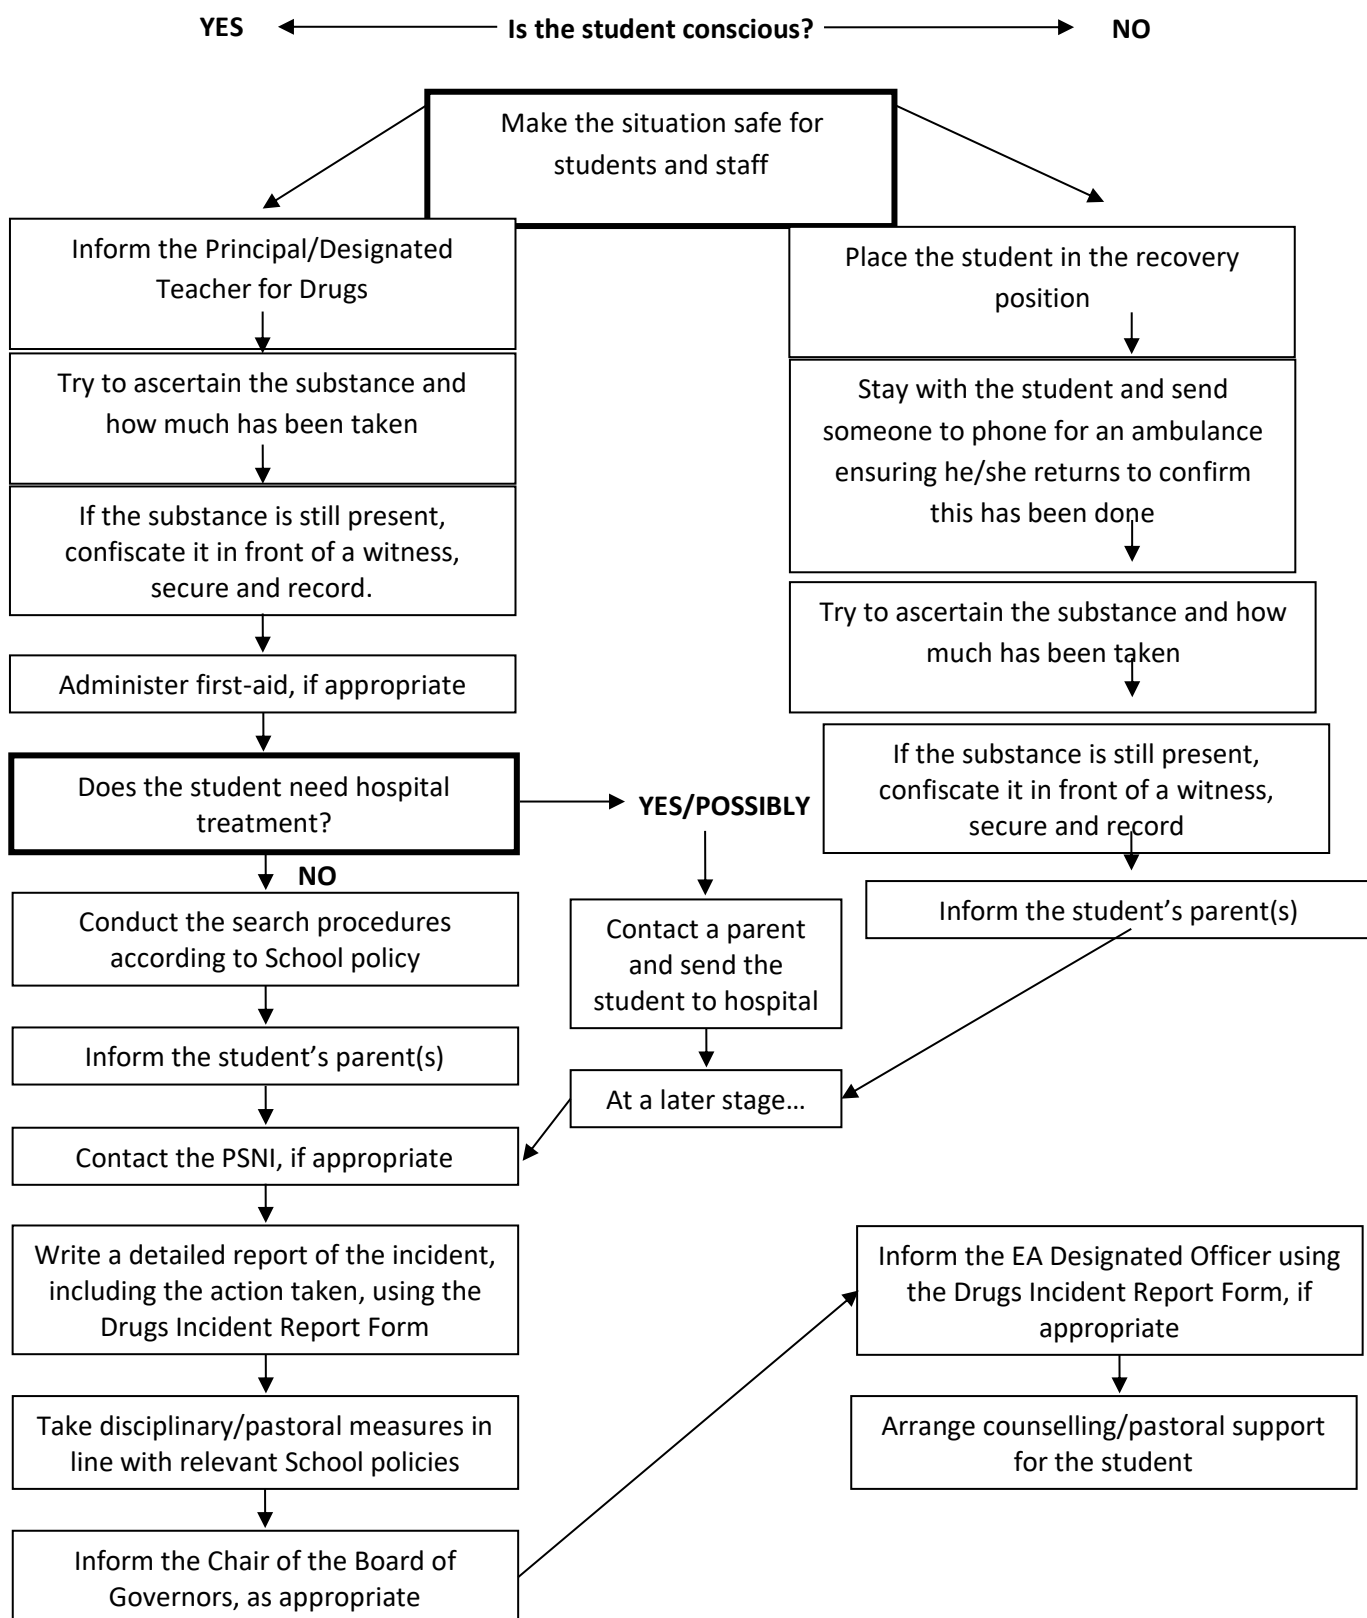 YES
Is the student conscious?
NO
Make the situation safe for
students and staff
Inform the Principal/Designated
Teacher for Drugs
Try to ascertain the substance and
how much has been taken
If the substance is still present,
confiscate it in front of a witness,
secure and record.
Administer first-aid, if appropriate
Does the student need hospital
treatment?
YES/POSSIBLY
NO
Conduct the search procedures
according to School policy
Inform the student’s parent(s)
Contact the PSNI, if appropriate
Write a detailed report of the incident,
including the action taken, using the
Drugs Incident Report Form
Take disciplinary/pastoral measures in
line with relevant School policies
Inform the Chair of the Board of
Governors, as appropriate
Contact a parent
and send the
student to hospital
At a later stage…
Place the student in the recovery
position
Stay with the student and send
someone to phone for an ambulance
ensuring he/she returns to confirm
this has been done
Try to ascertain the substance and how
much has been taken
If the substance is still present,
confiscate it in front of a witness,
secure and record
Inform the student’s parent(s)
Inform the EA Designated Officer using
the Drugs Incident Report Form, if
appropriate
Arrange counselling/pastoral support
for the student